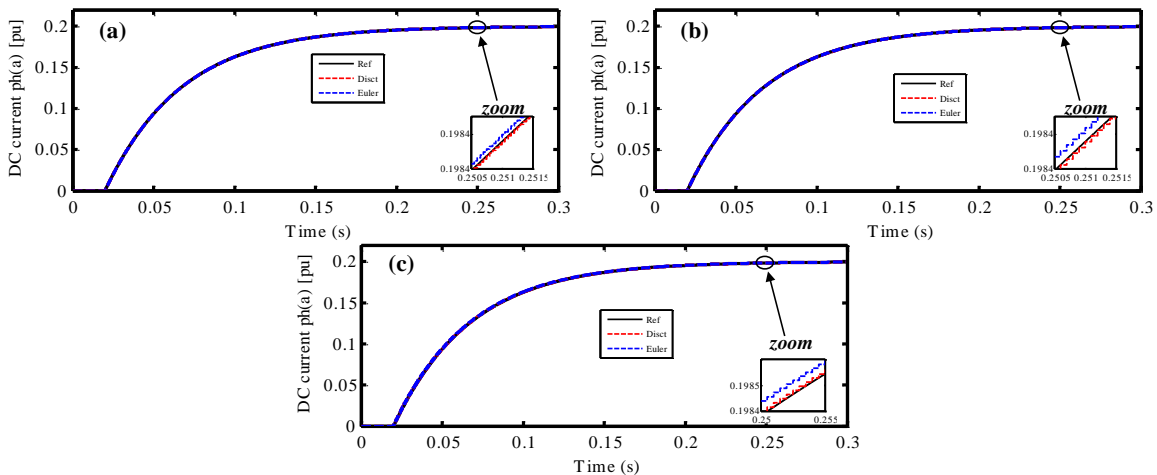 DC current ph(a) [pu]
0.2
0.15
0.1
0.05
0
(a)
Ref
Disct
Euler
zoom
0.1984
0.1984
0.2505
0.251
0.2515
0
0.05
0.1
0.15
0.2
0.25
0.3
Time (s)
DC current ph(a) [pu]
0.2
0.15
0.1
0.05
0
(b)
Ref
Disct
Euler
zoom
0.1984
0.1984
0.2505
0.251
0.2515
0
0.05
0.1
0.15
0.2
0.25
0.3
Time (s)
DC current ph(a) [pu]
0.2
0.15
0.1
0.05
0
(c)
Ref
Disct
Euler
zoom
0.1985
0.1984
0.25
0.255
0
0.05
0.1
0.15
0.2
0.25
0.3
Time (s)